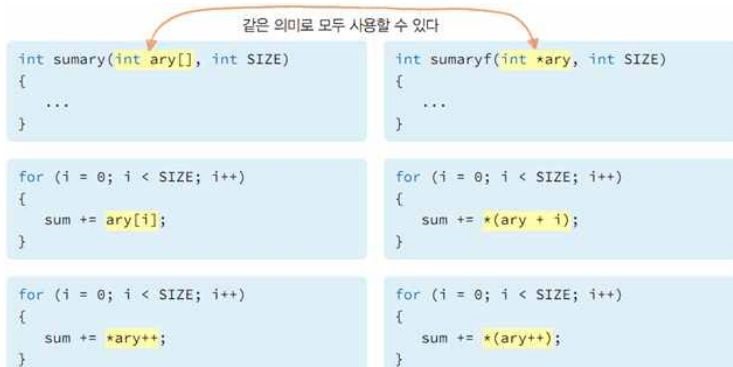 같은 의미로 모두 사용할 수 있다
int sumary(int ary[], int SIZE)
{
...
}
int sumaryf(int *ary, int SIZE)
{
...
}
for (i = 0; i < SIZE; i++)
{
sum += ary[i];
}
for (i = 0; i < SIZE; i++)
{
sum += *(ary + i);
}
for (i = 0; i < SIZE; i++)
{
sum += *ary++;
}
for (i = 0; i < SIZE; i++)
{
sum += *(ary++);
}